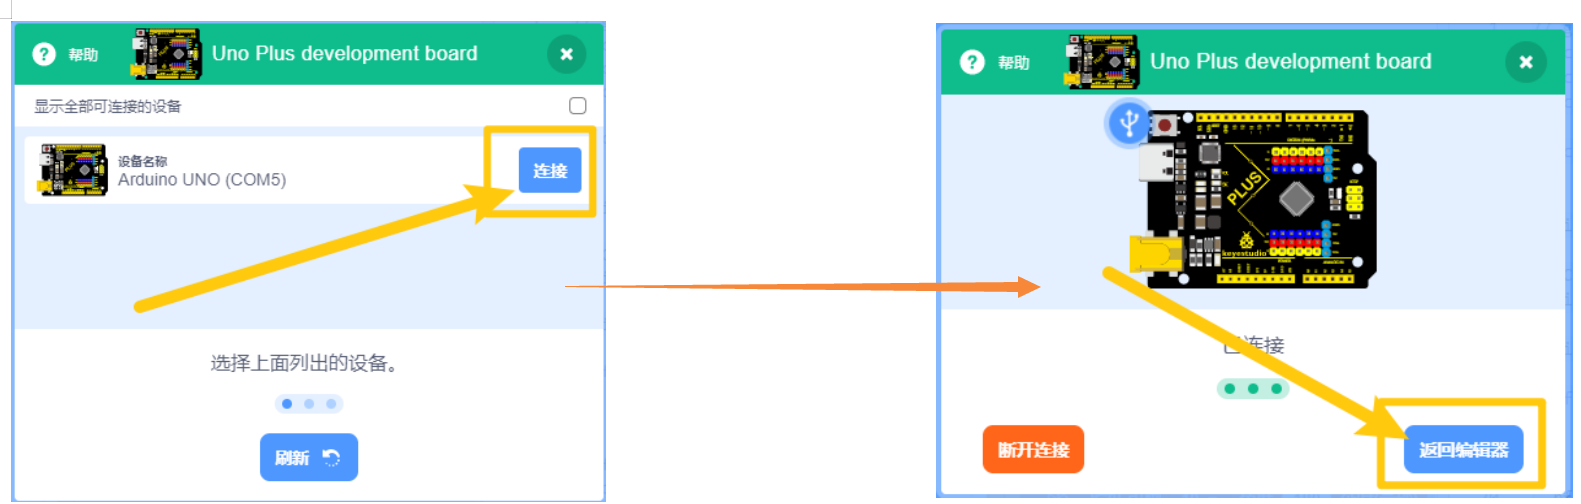 帮助
Uno Plus development board
显示全部可连接的设备
设备名称
Arduino UNO (COM5)
连接
选择上面列出的设备。
刷新
帮助
Uno Plus development board
PLUS
keyestudio
已连接
断开连接
返回编辑器